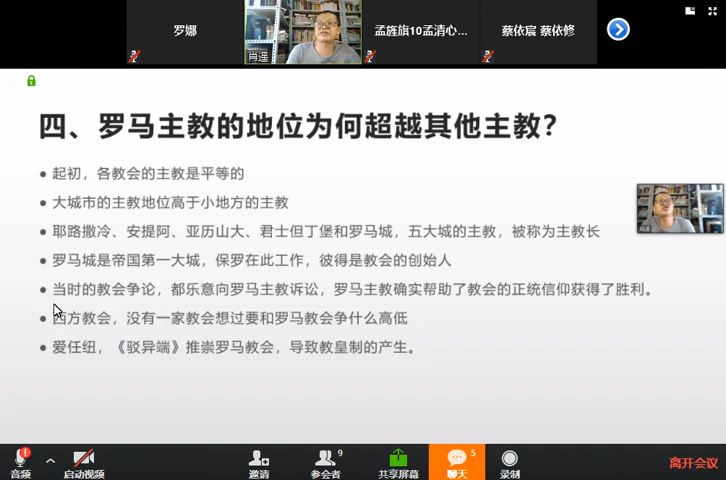 罗娜
肖遥
孟旌旗10孟清心...
蔡依宸 蔡依修
四、罗马主教的地位为何超越其他主教?
● 起初，各教会的主教是平等的
● 大城市的主教地位高于小地方的主教
● 耶路撒冷、安提阿、亚历山大、君士但丁堡和罗马城，五大城的主教，被称为主教长
● 罗马城是帝国第一大城，保罗在此工作，彼得是教会的创始人
● 当时的教会争论，都乐意向罗马主教诉讼，罗马主教确实帮助了教会的正统信仰获得了胜利。
● 西方教会，没有一家教会想过要和罗马教会争什么高低
● 爱任纽，《驳异端》推崇罗马教会，导致教皇制的产生。
音频
启动视频
邀请
参会者
9
共享屏幕
聊天
5
录制
离开会议